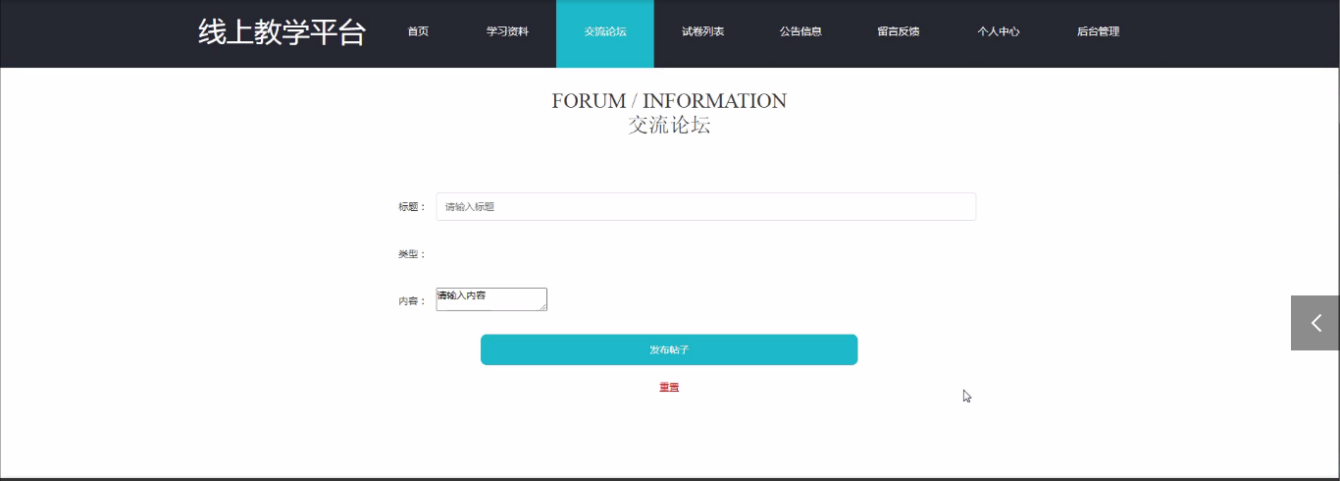 线上教学平台 首页 学习资料 交流论坛 试卷列表 公告信息 留言反馈 个人中心 后台管理
FORUM / INFORMATION
交流论坛
标题： 请输入标题
类型：
内容： 请输入内容
发布帖子
重置